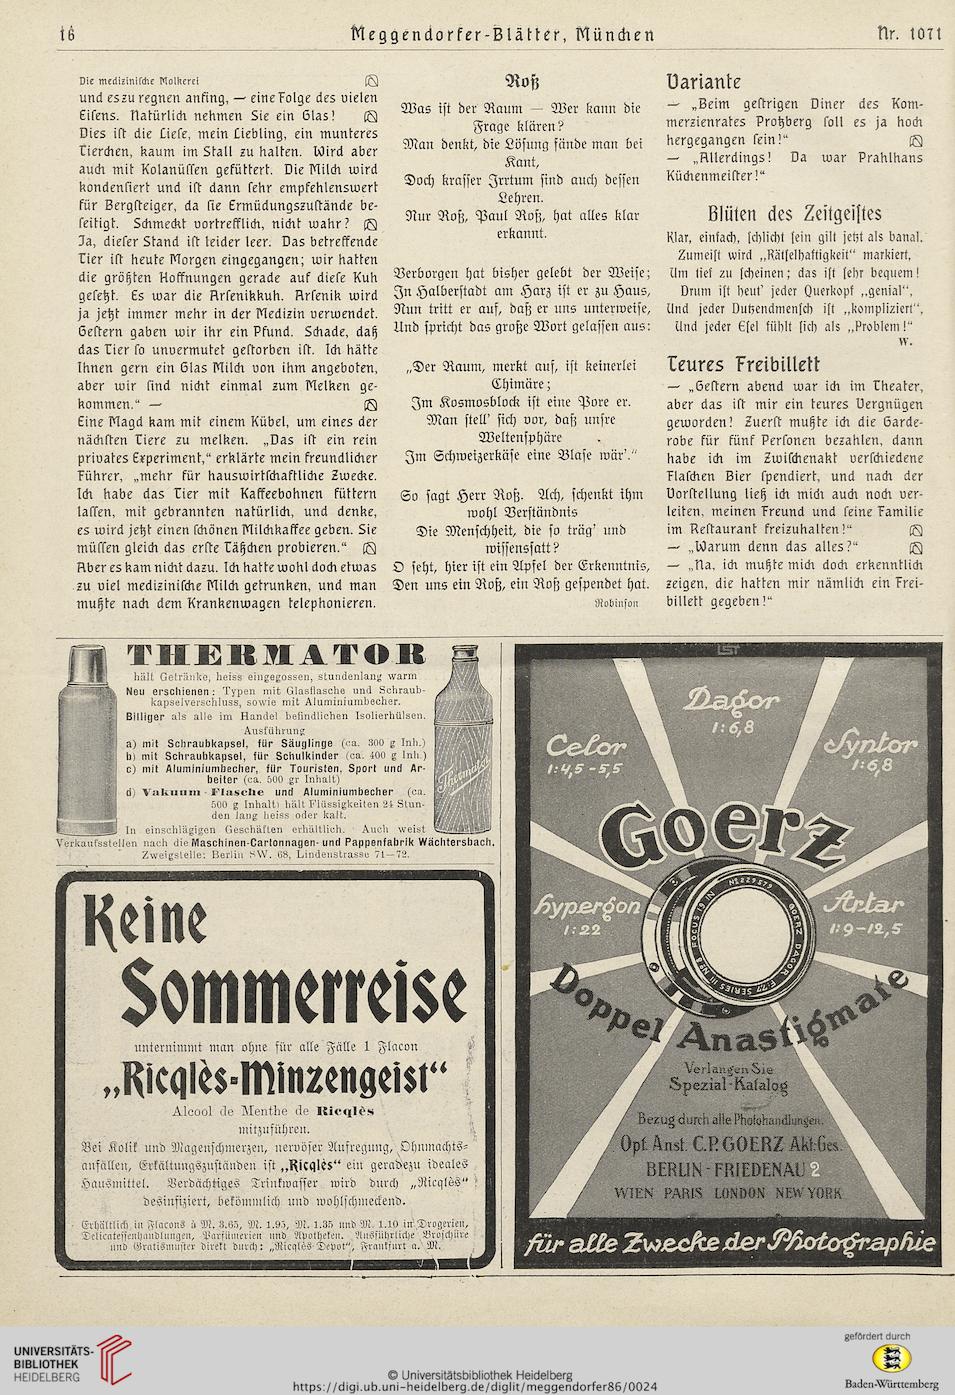 16
Meggendorfer-Blätter, München
Nr. 1071
Die medizinische Molkerei
und es zu regnen anfing, — eine Folge des vielen
Eisens. Natürlich nehmen Sie ein Glas!
Dies ist die Liese, mein Liebling, ein munteres
Tierchen, kaum im Stall zu halten. Wird aber
auch mit Kolanüssen gefüttert. Die Milch wird
kondensiert und ist dann sehr empfehlenswert
für Bergsteiger, da sie Ermüdungszustände be-
seitigt. Schmeckt vortrefflich, nicht wahr?
Ja, dieser Stand ist leider leer. Das betreffende
Tier ist heute Morgen eingegangen; wir hatten
die größten Hoffnungen gerade auf diese Kuh
gesetzt. Es war die Arsenikkuh. Arsenik wird
ja jetzt immer mehr in der Medizin verwendet.
Gestern gaben wir ihr ein Pfund. Schade, daß
das Tier so unvermutet gestorben ist. Ich hätte
Ihnen gern ein Glas Milch von ihm angeboten,
aber wir sind nicht einmal zum Melken ge-
kommen.“ —
Eine Magd kam mit einem Kübel, um eines der
nächsten Tiere zu melken. „Das ist ein rein
privates Experiment,“ erklärte mein freundlicher
Führer, „mehr für hauswirtschaftliche Zwecke.
Ich habe das Tier mit Kaffeebohnen füttern
lassen, mit gebrannten natürlich, und denke,
es wird jetzt einen schönen Milchkaffee geben. Sie
müssen gleich das erste Täßchen probieren.“
Aber es kam nicht dazu. Ich hatte wohl doch etwas
zu viel medizinische Milch getrunken, und man
mußte nach dem Krankenwagen telephonieren.
Roß
Was ist der Raum — Wer kann die
Frage klären?
Man denkt, die Lösung fände man bei
Kant,
Doch krasser Irrtum sind auch dessen
Lehren.
Nur Roß, Paul Roß, hat alles klar
erkannt.
Verborgen hat bisher gelebt der Weise;
In Halberstadt am Harz ist er zu Haus,
Nun tritt er auf, daß er uns unterweise,
Und spricht das große Wort gelassen aus:
„Der Raum, merkt auf, ist keinerlei
Chimäre;
Im Kosmosblock ist eine Pore er.
Man stell' sich vor, daß unsre
Weltensphäre
Im Schweizerkäse eine Blase wär'.“
So sagt Herr Roß. Ach, schenkt ihm
wohl Verständnis
Die Menschheit, die so träg' und
wissenssatt?
O seht, hier ist ein Apfel der Erkenntnis,
Den uns ein Roß, ein Roß gespendet hat.
Robinson
Variante
— „Beim gestrigen Diner des Kom-
merzienrates Protzberg soll es ja hoch
hergegangen sein!“
— „Allerdings! Da war Prahlhans
Küchenmeister!“
Blüten des Zeitgeistes
Klar, einfach, schlicht sein gilt jetzt als banal.
Zumeist wird „Rätselhaftigkeit“ markiert,
Um tief zu scheinen; das ist sehr bequem!
Drum ist heut' jeder Querkopf „genial“,
Und jeder Dutzendmensch ist „kompliziert“,
Und jeder Esel fühlt sich als „Problem!“
W.
Teures Freibillett
— „Gestern abend war ich im Theater,
aber das ist mir ein teures Vergnügen
geworden! Zuerst mußte ich die Garde-
robe für fünf Personen bezahlen, dann
habe ich im Zwischenakt verschiedene
Flaschen Bier spendiert, und nach der
Vorstellung ließ ich mich auch noch ver-
leiten, meinen Freund und seine Familie
im Restaurant freizuhalten!“
— „Warum denn das alles?“
— „Na, ich mußte mich doch erkenntlich
zeigen, die hatten mir nämlich ein Frei-
billett gegeben!“
THERMATOR
hält Getränke, heiss eingegossen, stundenlang warm
Neu erschienen: Typen mit Glasflasche und Schraub-
kapselverschluss, sowie mit Aluminiumbecher.
Billiger als alle im Handel befindlichen Isolierhülsen.
Ausführung
a) mit Schraubkapsel, für Säuglinge (ca. 300 g Inh.)
b) mit Schraubkapsel, für Schulkinder (ca. 400 g Inh.)
c) mit Aluminiumbecher, für Touristen, Sport und Ar-
beiter (ca. 500 gr Inhalt)
d) Vakuum-Flasche und Aluminiumbecher (ca.
500 g Inhalt) hält Flüssigkeiten 24 Stun-
den lang heiss oder kalt.
In einschlägigen Geschäften erhältlich. Auch weist
Verkaufsstellen nach die Maschinen-Cartonnagen- und Pappenfabrik Wächtersbach,
Zweigstelle: Berlin SW. 68, Lindenstrasse 71—72.
Thermator
Keine
Sommerreise
unternimmt man ohne für alle Fälle 1 Flacon
„Ricqlès-Minzengeist“
Alcool de Menthe de Ricqlès
mitzuführen.
Bei Kolik und Magenschmerzen, nervöser Aufregung, Ohnmachts-
anfällen, Erkältungszuständen ist „Ricqlès“ ein geradezu ideales
Hausmittel. Verdächtiges Trinkwasser wird durch „Ricqlès“
desinfiziert, bekömmlich und wohlschmeckend.
Erhältlich in Flacons à M. 3.65, M. 1.95, M. 1.35 und M. 1.10 in Drogerien,
Delicatessenhandlungen, Parfümerien und Apotheken. Ausführliche Broschüre
und Gratismuster direkt durch: „Ricqlès-Depot“, Frankfurt a. M.
LST
Dagor
1:6,8
Celor
1:4,5-5,5
Syntor
1:6,8
Goerz
Hypergon
1:22
Artar
1:9-12,5
GOERZ DAGOR F:7.7 SERIES III Nº4 FOCUS 19 IN Nº229579
Doppel Anastigmate
Verlangen Sie
Spezial-Katalog
Bezug durch alle Photohandlungen.
Opt. Anst. C.P. GOERZ Akt.Ges.
BERLIN-FRIEDENAU 2
WIEN PARIS LONDON NEW YORK
für alle Zwecke der Photographie
UNIVERSITÄTS-
BIBLIOTHEK
HEIDELBERG
© Universitätsbibliothek Heidelberg
https://digi.ub.uni-heidelberg.de/diglit/meggendorfer86/0024
gefördert durch
Baden-Württemberg